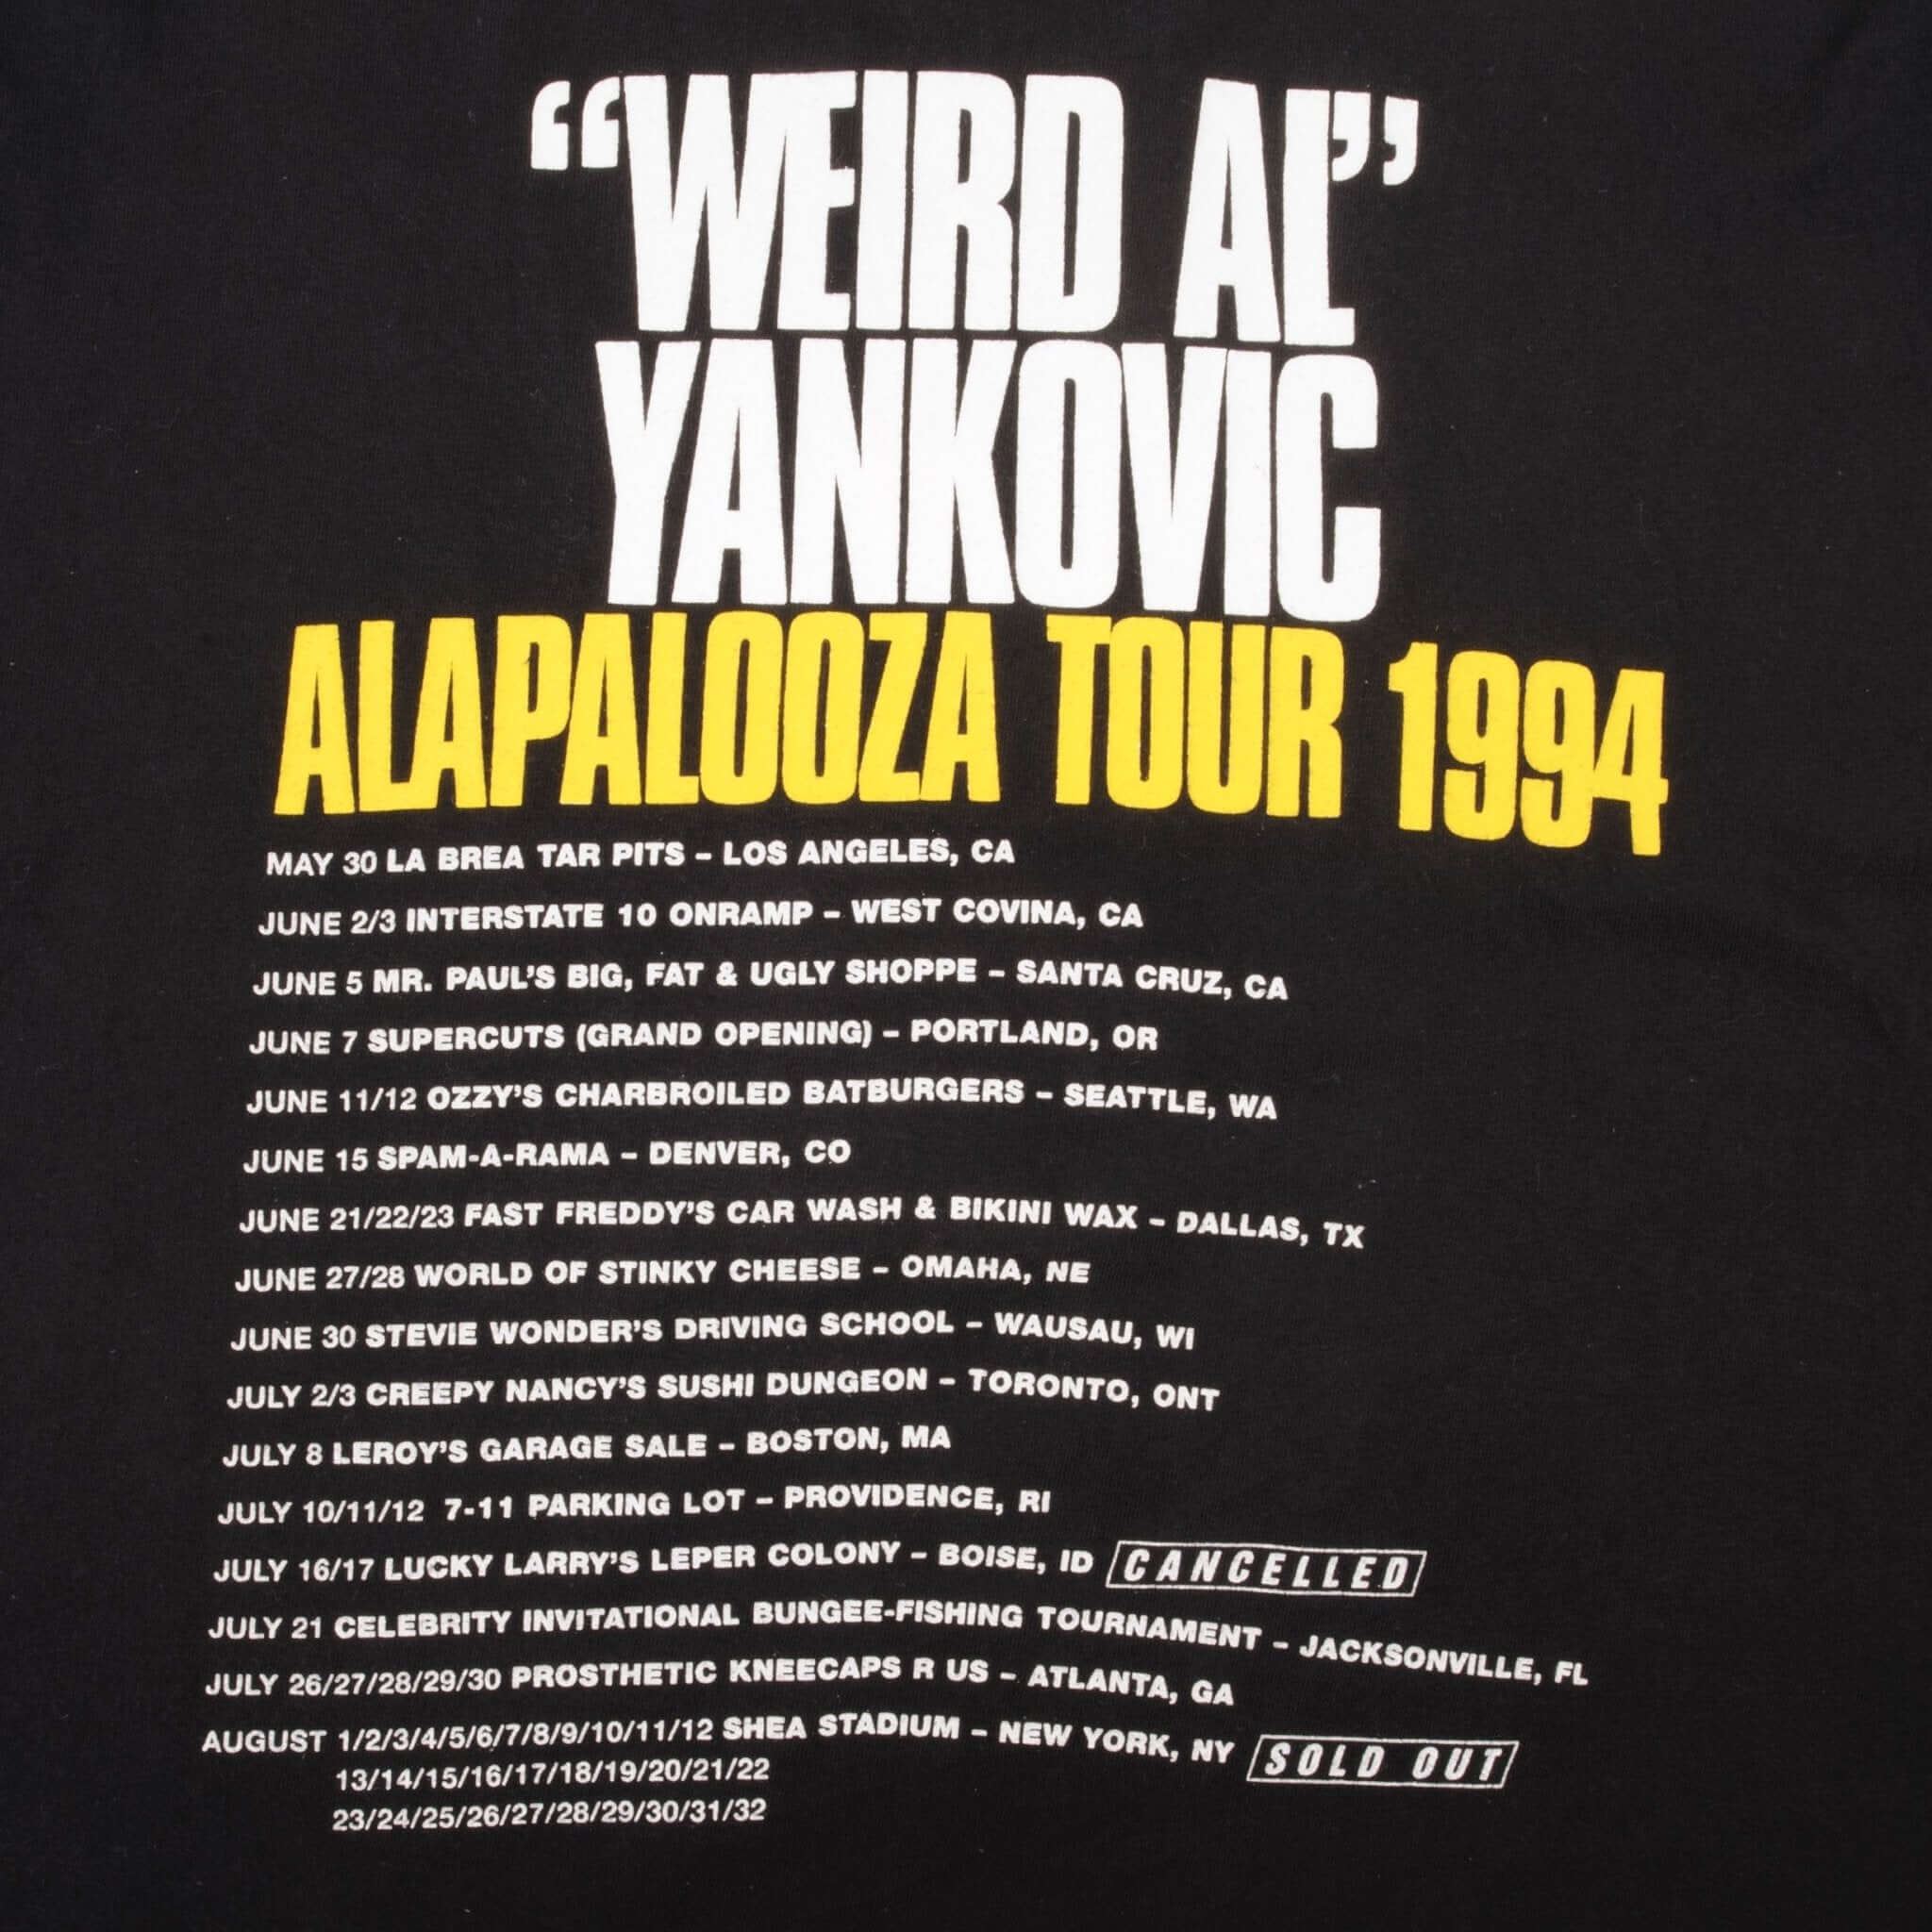 “WEIRD AL”
YANKOVIC
ALAPALOOZA TOUR 1994
MAY 30 LA BREA TAR PITS – LOS ANGELES, CA
JUNE 2/3 INTERSTATE 10 ONRAMP – WEST COVINA, CA
JUNE 5 MR. PAUL'S BIG, FAT & UGLY SHOPPE – SANTA CRUZ, CA
JUNE 7 SUPERCUTS (GRAND OPENING) – PORTLAND, OR
JUNE 11/12 OZZY'S CHARBROILED BATBURGERS – SEATTLE, WA
JUNE 15 SPAM-A-RAMA – DENVER, CO
JUNE 21/22/23 FAST FREDDY'S CAR WASH & BIKINI WAX – DALLAS, TX
JUNE 27/28 WORLD OF STINKY CHEESE – OMAHA, NE
JUNE 30 STEVIE WONDER'S DRIVING SCHOOL – WAUSAU, WI
JULY 2/3 CREEPY NANCY'S SUSHI DUNGEON – TORONTO, ONT
JULY 8 LEROY'S GARAGE SALE – BOSTON, MA
JULY 10/11/12 7-11 PARKING LOT – PROVIDENCE, RI
JULY 16/17 LUCKY LARRY'S LEPER COLONY – BOISE, ID CANCELLED
JULY 21 CELEBRITY INVITATIONAL BUNGEE-FISHING TOURNAMENT – JACKSONVILLE, FL
JULY 26/27/28/29/30 PROSTHETIC KNEECAPS R US – ATLANTA, GA
AUGUST 1/2/3/4/5/6/7/8/9/10/11/12 SHEA STADIUM – NEW YORK, NY SOLD OUT
13/14/15/16/17/18/19/20/21/22
23/24/25/26/27/28/29/30/31/32